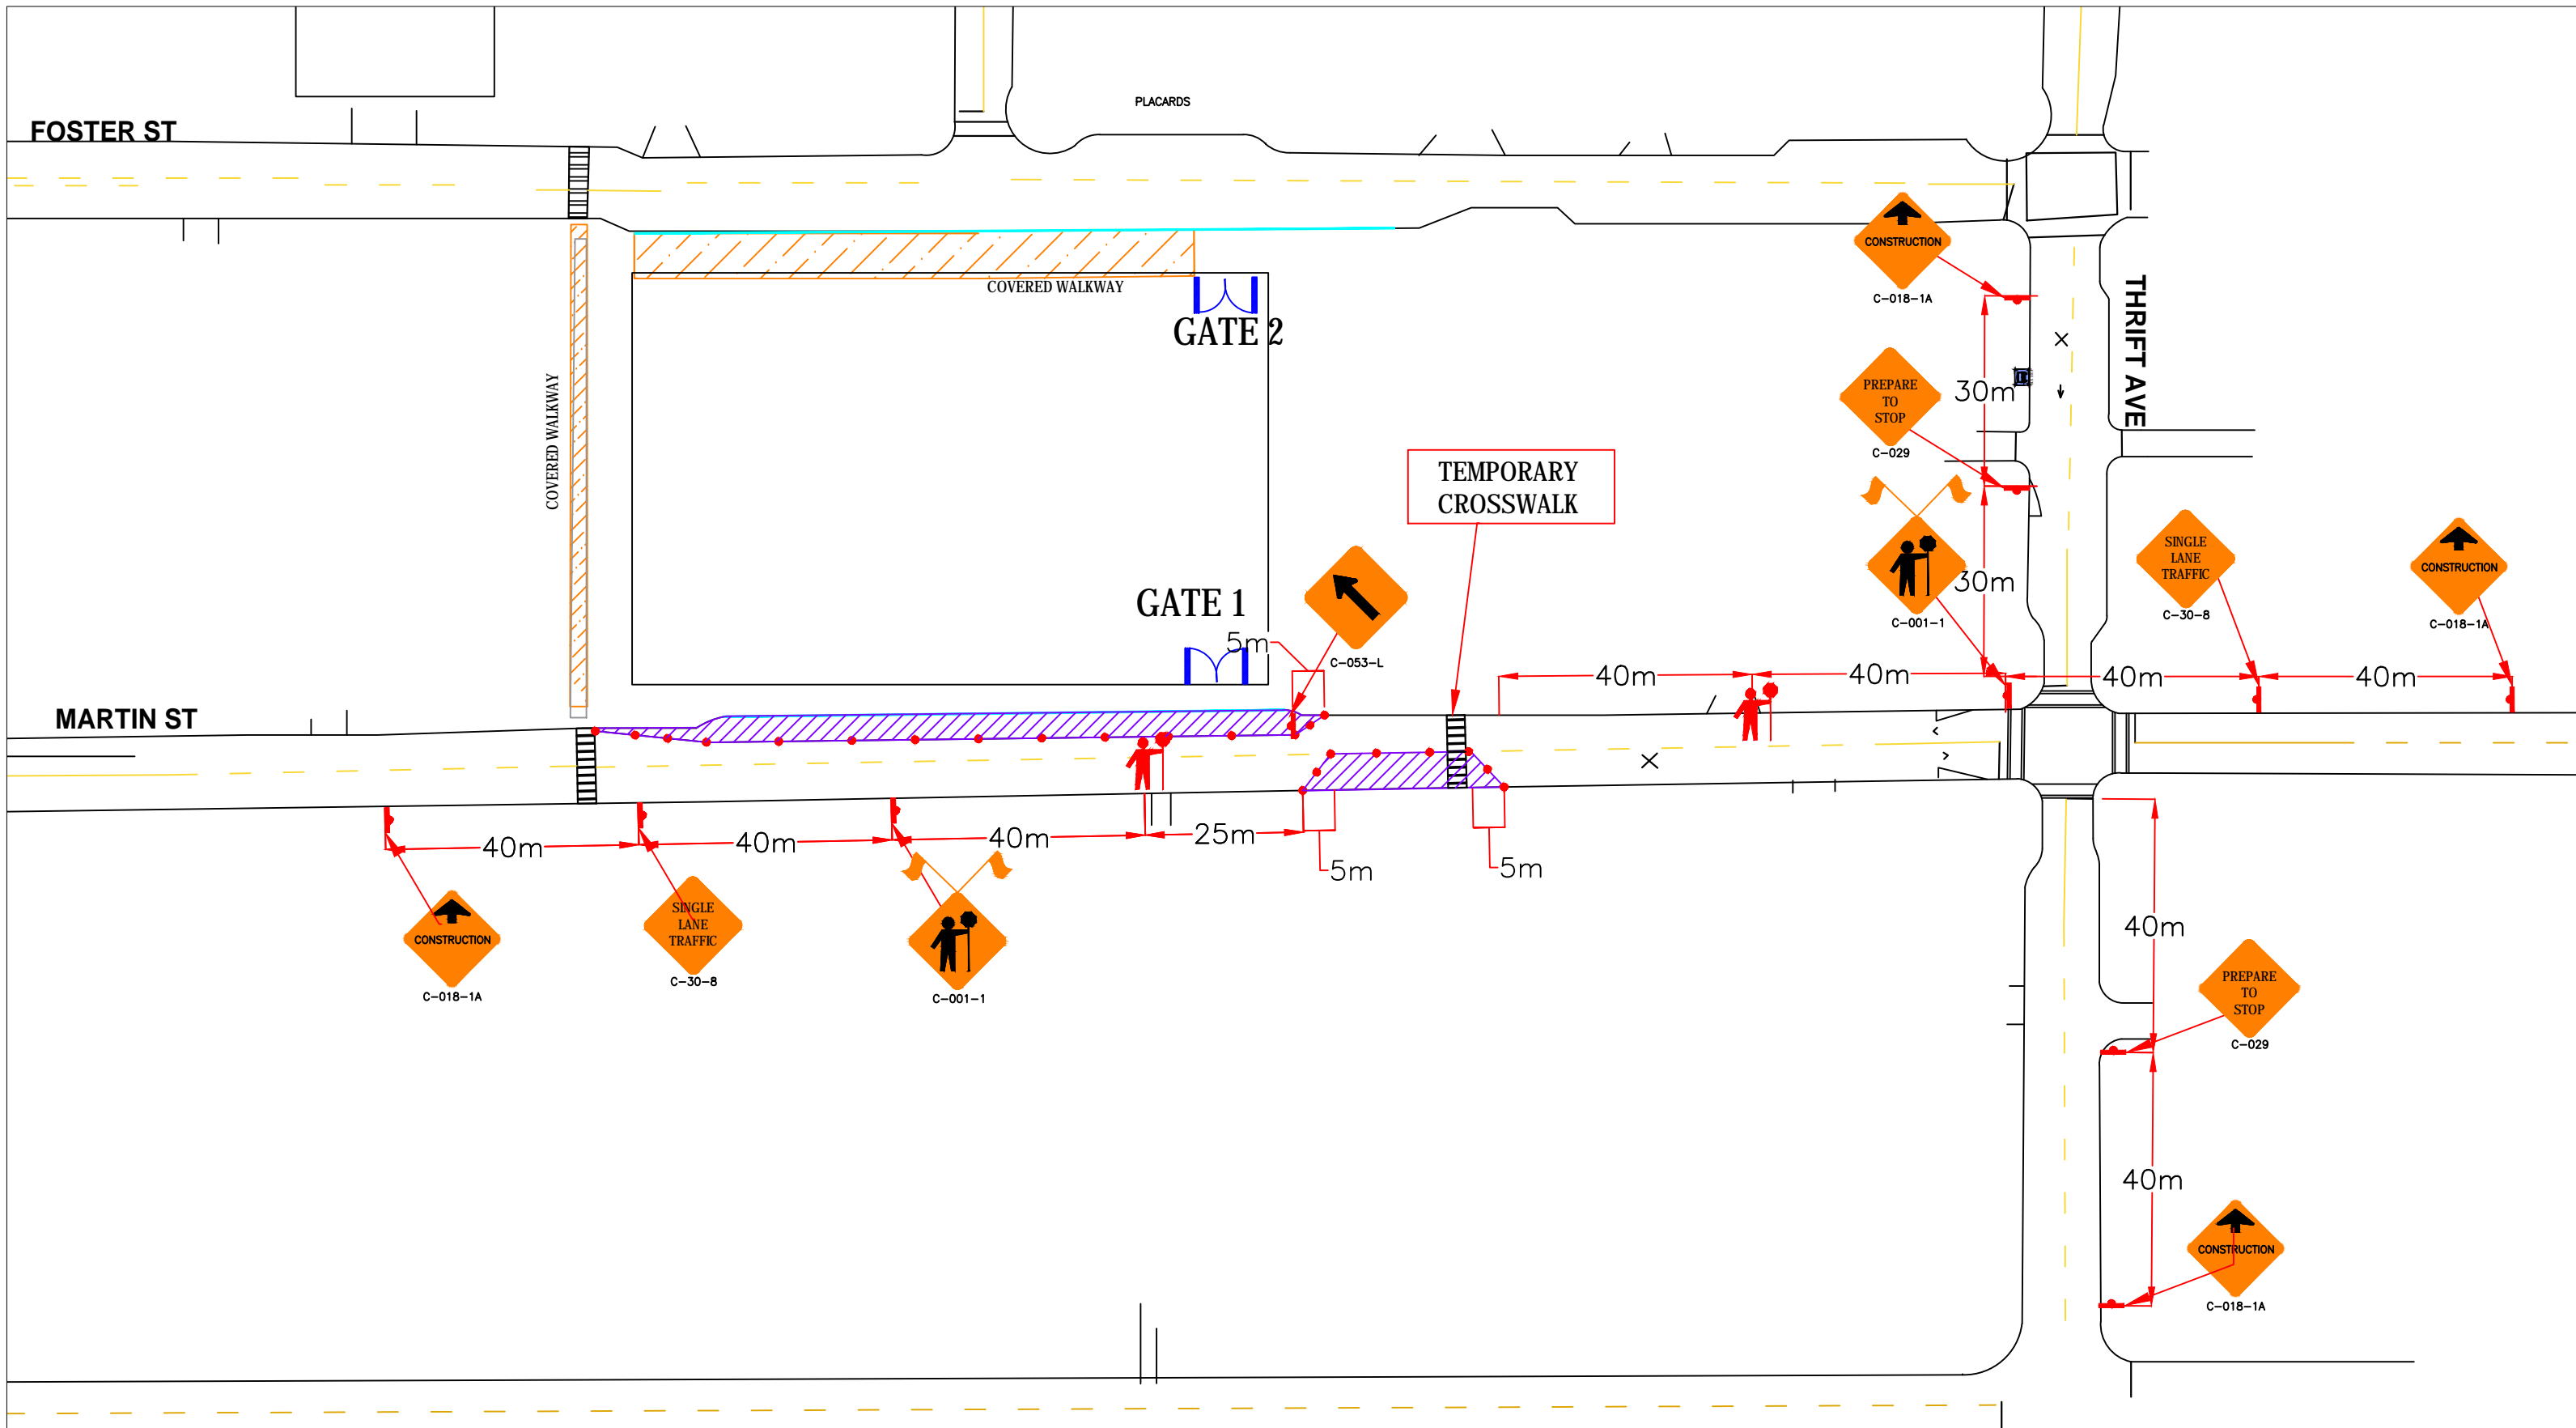 PLACARDS
FOSTER ST
CONSTRUCTION
C-018-1A
COVERED WALKWAY
GATE 2
THRIFT AVE
PREPARE
TO
STOP
C-029
30m
COVERED WALKWAY
TEMPORARY
CROSSWALK
30m
C-001-1
SINGLE
LANE
TRAFFIC
C-30-8
CONSTRUCTION
C-018-1A
GATE 1
5m
C-053-L
40m
40m
40m
40m
MARTIN ST
40m
40m
40m
25m
5m
5m
CONSTRUCTION
C-018-1A
SINGLE
LANE
TRAFFIC
C-30-8
C-001-1
40m
PREPARE
TO
STOP
C-029
40m
CONSTRUCTION
C-018-1A